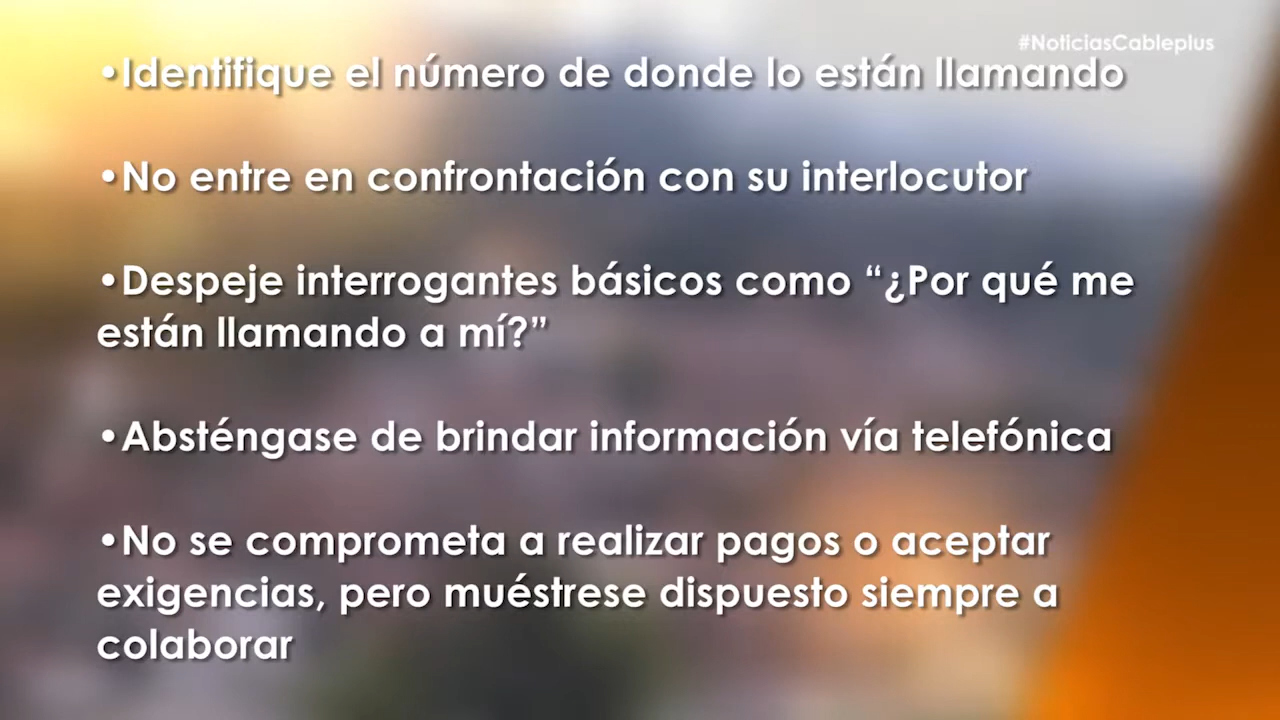 #NoticiasCableplus
•Identifique el número de donde lo están llamando
•No entre en confrontación con su interlocutor
•Despeje interrogantes básicos como “¿Por qué me
están llamando a mí?”
•Absténgase de brindar información vía telefónica
•No se comprometa a realizar pagos o aceptar
exigencias, pero muéstrese dispuesto siempre a
colaborar